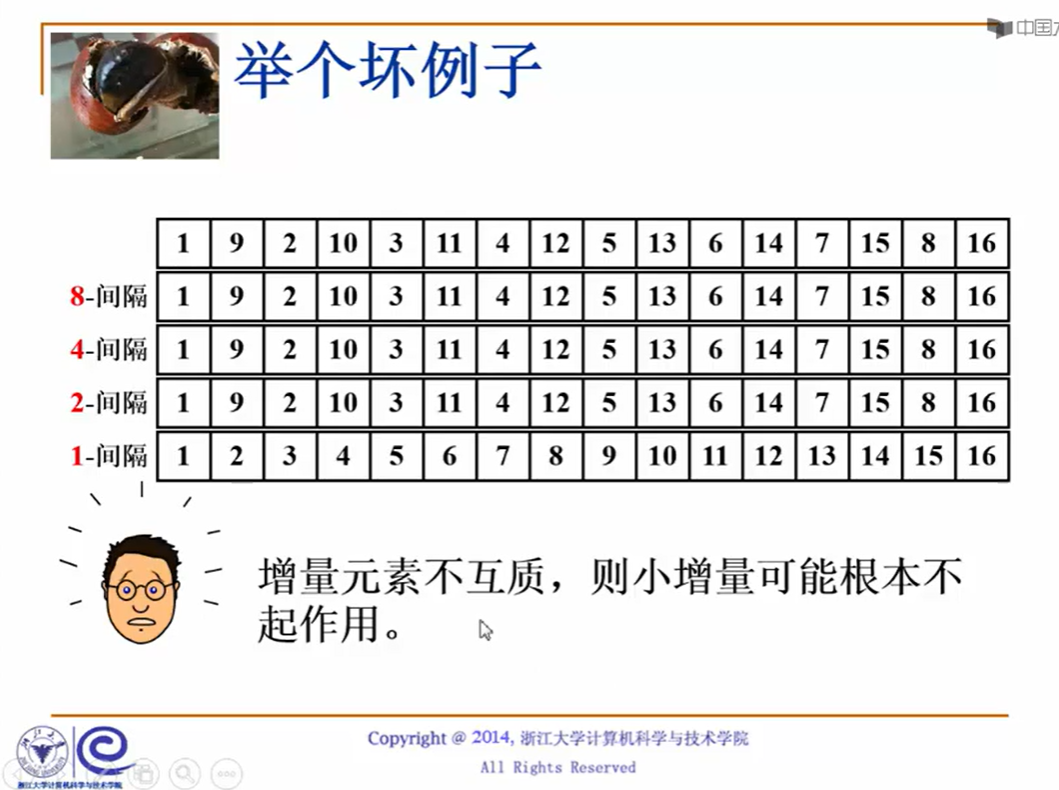 中国
举个坏例子
1 9 2 10 3 11 4 12 5 13 6 14 7 15 8 16
8-间隔 1 9 2 10 3 11 4 12 5 13 6 14 7 15 8 16
4-间隔 1 9 2 10 3 11 4 12 5 13 6 14 7 15 8 16
2-间隔 1 9 2 10 3 11 4 12 5 13 6 14 7 15 8 16
1-间隔 1 2 3 4 5 6 7 8 9 10 11 12 13 14 15 16
增量元素不互质，则小增量可能根本不
起作用。
Copyright @ 2014, 浙江大学计算机科学与技术学院
All Rights Reserved
浙江大学计算机科学与技术学院